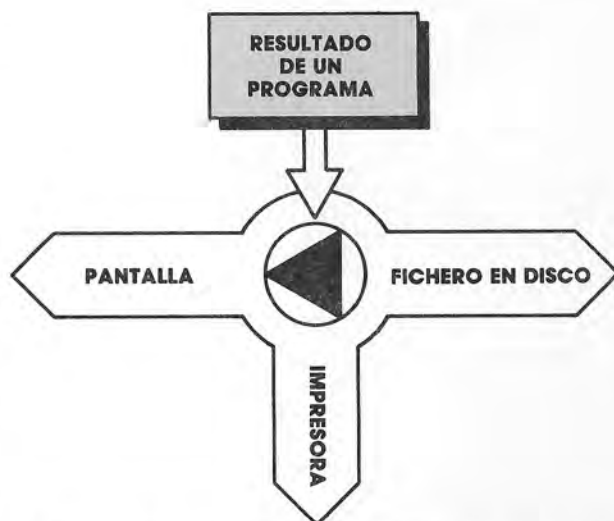 RESULTADO
DE UN
PROGRAMA
PANTALLA
FICHERO EN DISCO
IMPRESORA